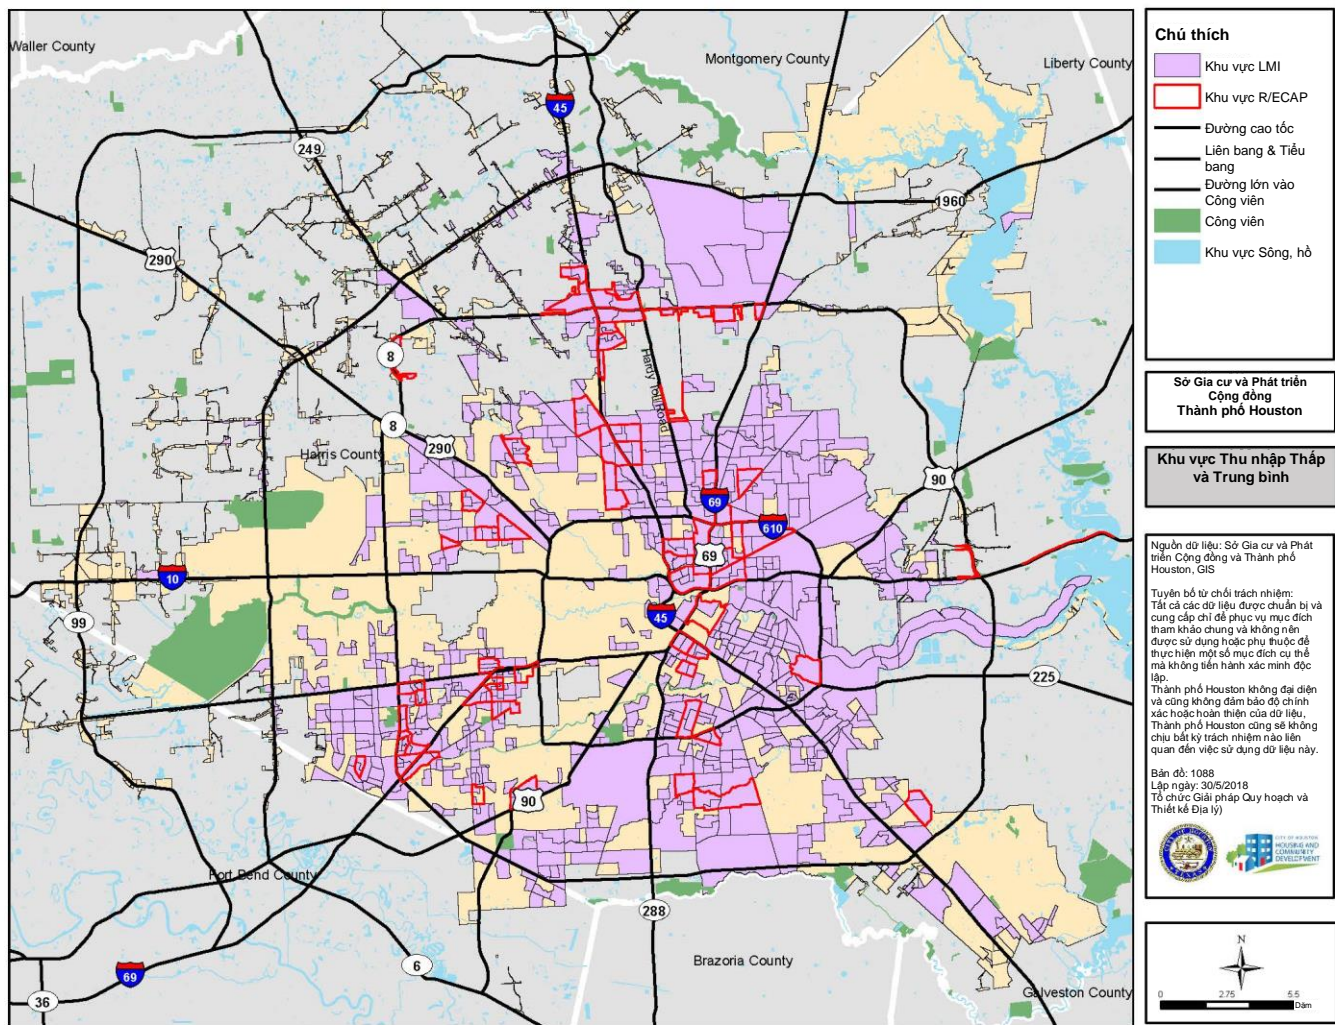 Waller County
Montgomery County
Liberty County
45
249
1960
290
8
Hardy Toll Road
8
290
Harris County
90
69
610
69
10
45
99
225
90
Fort Bend County
288
6
69
36
Brazoria County
Galveston County
Chú thích
Khu vực LMI
Khu vực R/ECAP
Đường cao tốc
Liên bang & Tiểu
bang
Đường lớn vào
Công viên
Công viên
Khu vực Sông, hồ
Sở Gia cư và Phát triển
Cộng đồng
Thành phố Houston
Khu vực Thu nhập Thấp
và Trung bình
Nguồn dữ liệu: Sở Gia cư và Phát
triển Cộng đồng và Thành phố
Houston, GIS
Tuyên bố từ chối trách nhiệm:
Tất cả các dữ liệu được chuẩn bị và
cung cấp chỉ để phục vụ mục đích
tham khảo chung và không nên
được sử dụng hoặc phụ thuộc để
thực hiện một số mục đích cụ thể
mà không tiến hành xác minh độc
lập.
Thành phố Houston không đại diện
và cũng không đảm bảo độ chính
xác hoặc hoàn thiện của dữ liệu,
Thành phố Houston cũng sẽ không
chịu bất kỳ trách nhiệm nào liên
quan đến việc sử dụng dữ liệu này.
Bản đồ: 1088
Lập ngày: 30/5/2018
Tổ chức Giải pháp Quy hoạch và
Thiết kế Địa lý)
CITY OF HOUSTON
HOUSING AND
COMMUNITY
DEVELOPMENT
N
0 2.75 5.5
Dặm